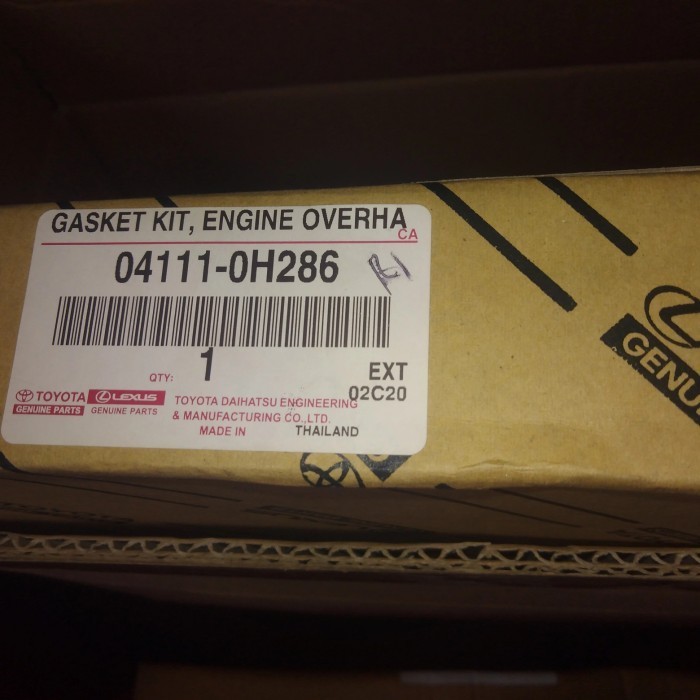 GASKET KIT, ENGINE OVERHA
CA
04111-0H286
QTY: 1
EXT
02C20
TOYOTA LEXUS
GENUINE PARTS GENUINE PARTS
TOYOTA DAIHATSU ENGINEERING
& MANUFACTURING CO.,LTD.
MADE IN THAILAND
GENU